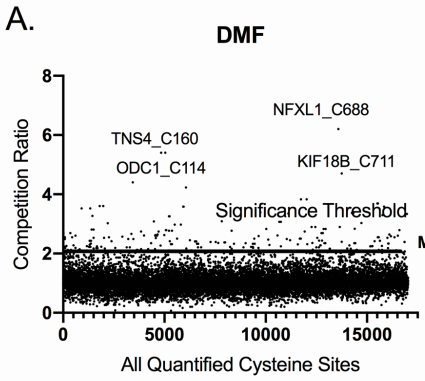 A.
DMF
8
NFXL1_C688
6
TNS4_C160
KIF18B_C711
ODC1_C114
4
Significance Threshold
2
M
0
0 5000 10000 15000
Competition Ratio
All Quantified Cysteine Sites